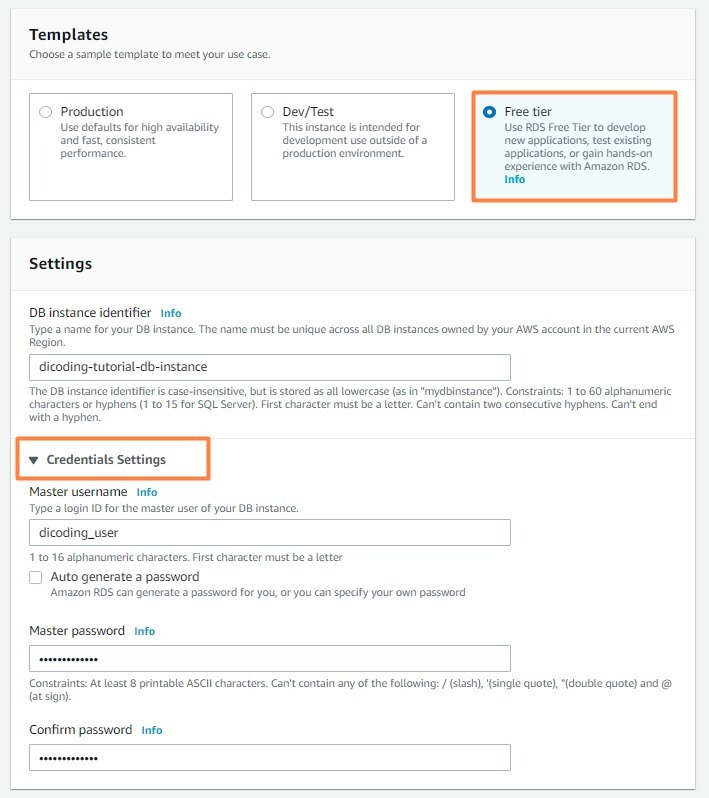 Templates
Choose a sample template to meet your use case.
Production
Use defaults for high availability
and fast, consistent
performance.
Dev/Test
This instance is intended for
development use outside of a
production environment.
Free tier
Use RDS Free Tier to develop
new applications, test existing
applications, or gain hands-on
experience with Amazon RDS.
Info
Settings
DB instance identifier Info
Type a name for your DB instance. The name must be unique across all DB instances owned by your AWS account in the current AWS
Region.
dicoding-tutorial-db-instance
The DB instance identifier is case-insensitive, but is stored as all lowercase (as in "mydbinstance"). Constraints: 1 to 60 alphanumeric
characters or hyphens (1 to 15 for SQL Server). First character must be a letter. Can't contain two consecutive hyphens. Can't end
with a hyphen.
Credentials Settings
Master username Info
Type a login ID for the master user of your DB instance.
dicoding_user
1 to 16 alphanumeric characters. First character must be a letter
Auto generate a password
Amazon RDS can generate a password for you, or you can specify your own password
Master password Info
•••••••••••••
Constraints: At least 8 printable ASCII characters. Can't contain any of the following: / (slash), '(single quote), "(double quote) and @
(at sign).
Confirm password Info
•••••••••••••